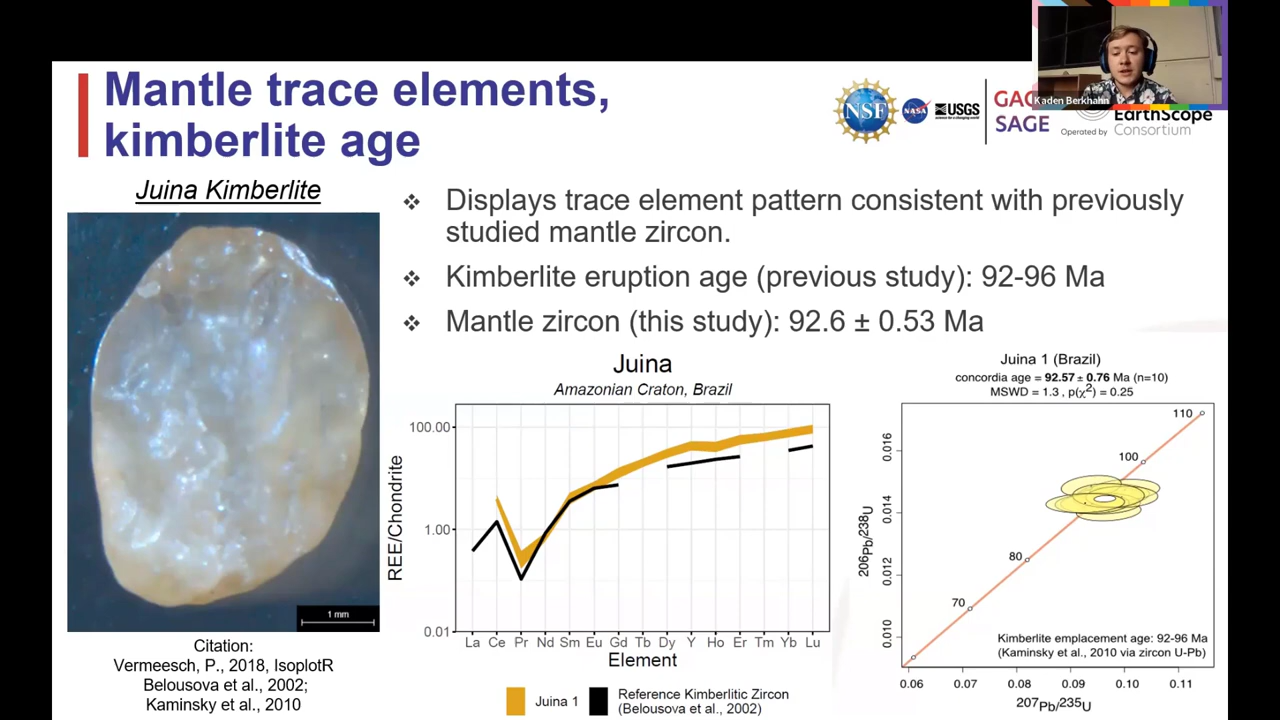 Mantle trace elements,
kimberlite age
NSF
NASA
USGS
science for a changing world
SAGE
Operated by
EarthScope
Consortium
Kaden Berkhahn
Juina Kimberlite
1 mm
Citation:
Vermeesch, P., 2018, IsoplotR
Belousova et al., 2002;
Kaminsky et al., 2010
❖ Displays trace element pattern consistent with previously
studied mantle zircon.
❖ Kimberlite eruption age (previous study): 92-96 Ma
❖ Mantle zircon (this study): 92.6 ± 0.53 Ma
Juina
Amazonian Craton, Brazil
REE/Chondrite
100.00
1.00
0.01
La Ce Pr Nd Sm Eu Gd Tb Dy Y Ho Er Tm Yb Lu
Element
Juina 1
Reference Kimberlitic Zircon
(Belousova et al., 2002)
Juina 1 (Brazil)
concordia age = 92.57 ± 0.76 Ma (n=10)
MSWD = 1.3 , p(χ2) = 0.25
206Pb/238U
0.016
0.014
0.012
0.010
110
100
80
70
Kimberlite emplacement age: 92-96 Ma
(Kaminsky et al., 2010 via zircon U-Pb)
0.06 0.07 0.08 0.09 0.10 0.11
207Pb/235U